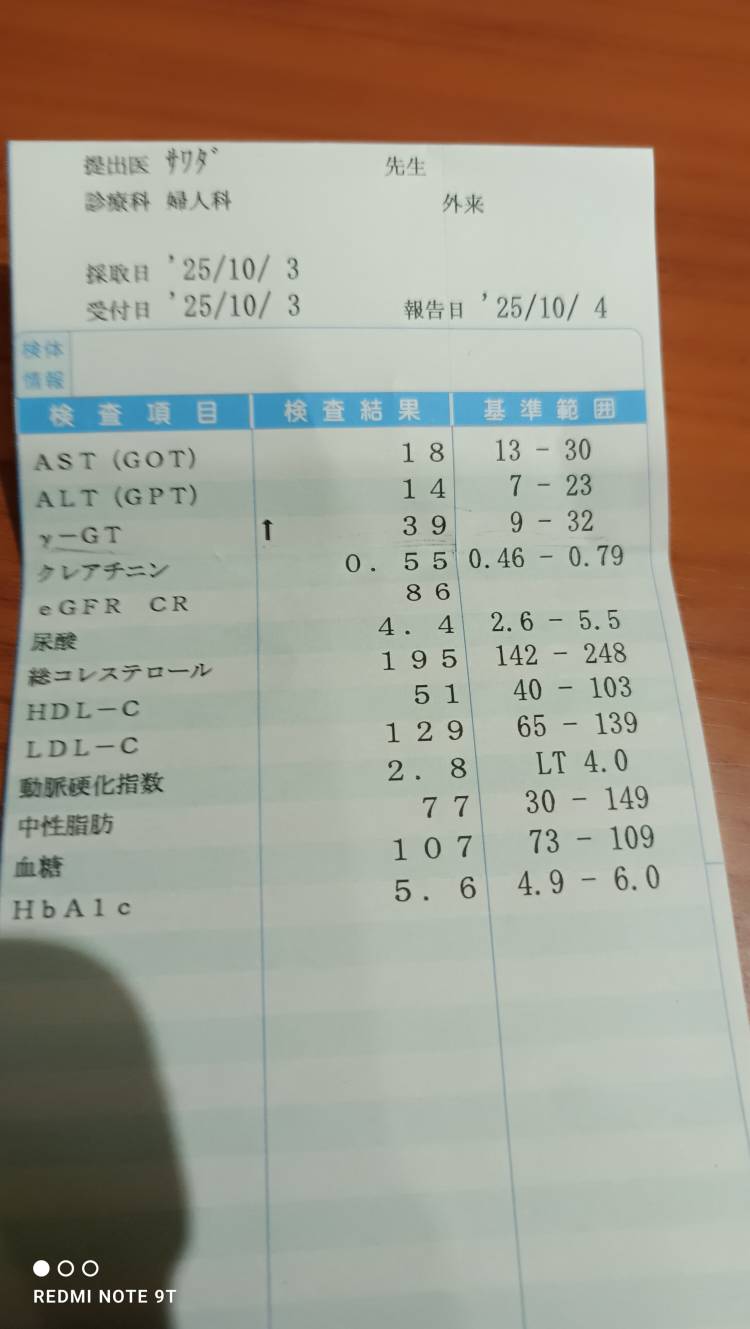 提出医 ｻﾜﾀﾞ 先生
診療科 婦人科 外来
採取日 '25/10/ 3
受付日 '25/10/ 3 報告日 '25/10/ 4
検体
情報
検査項目 検査結果 基準範囲
AST(GOT) 18 13 - 30
ALT(GPT) 14 7 - 23
γ-GT ↑ 39 9 - 32
クレアチニン 0.55 0.46 - 0.79
eGFR CR 86
尿酸 4.4 2.6 - 5.5
総コレステロール 195 142 - 248
HDL-C 51 40 - 103
LDL-C 129 65 - 139
動脈硬化指数 2.8 LT 4.0
中性脂肪 77 30 - 149
血糖 107 73 - 109
HbA1c 5.6 4.9 - 6.0
REDMI NOTE 9T